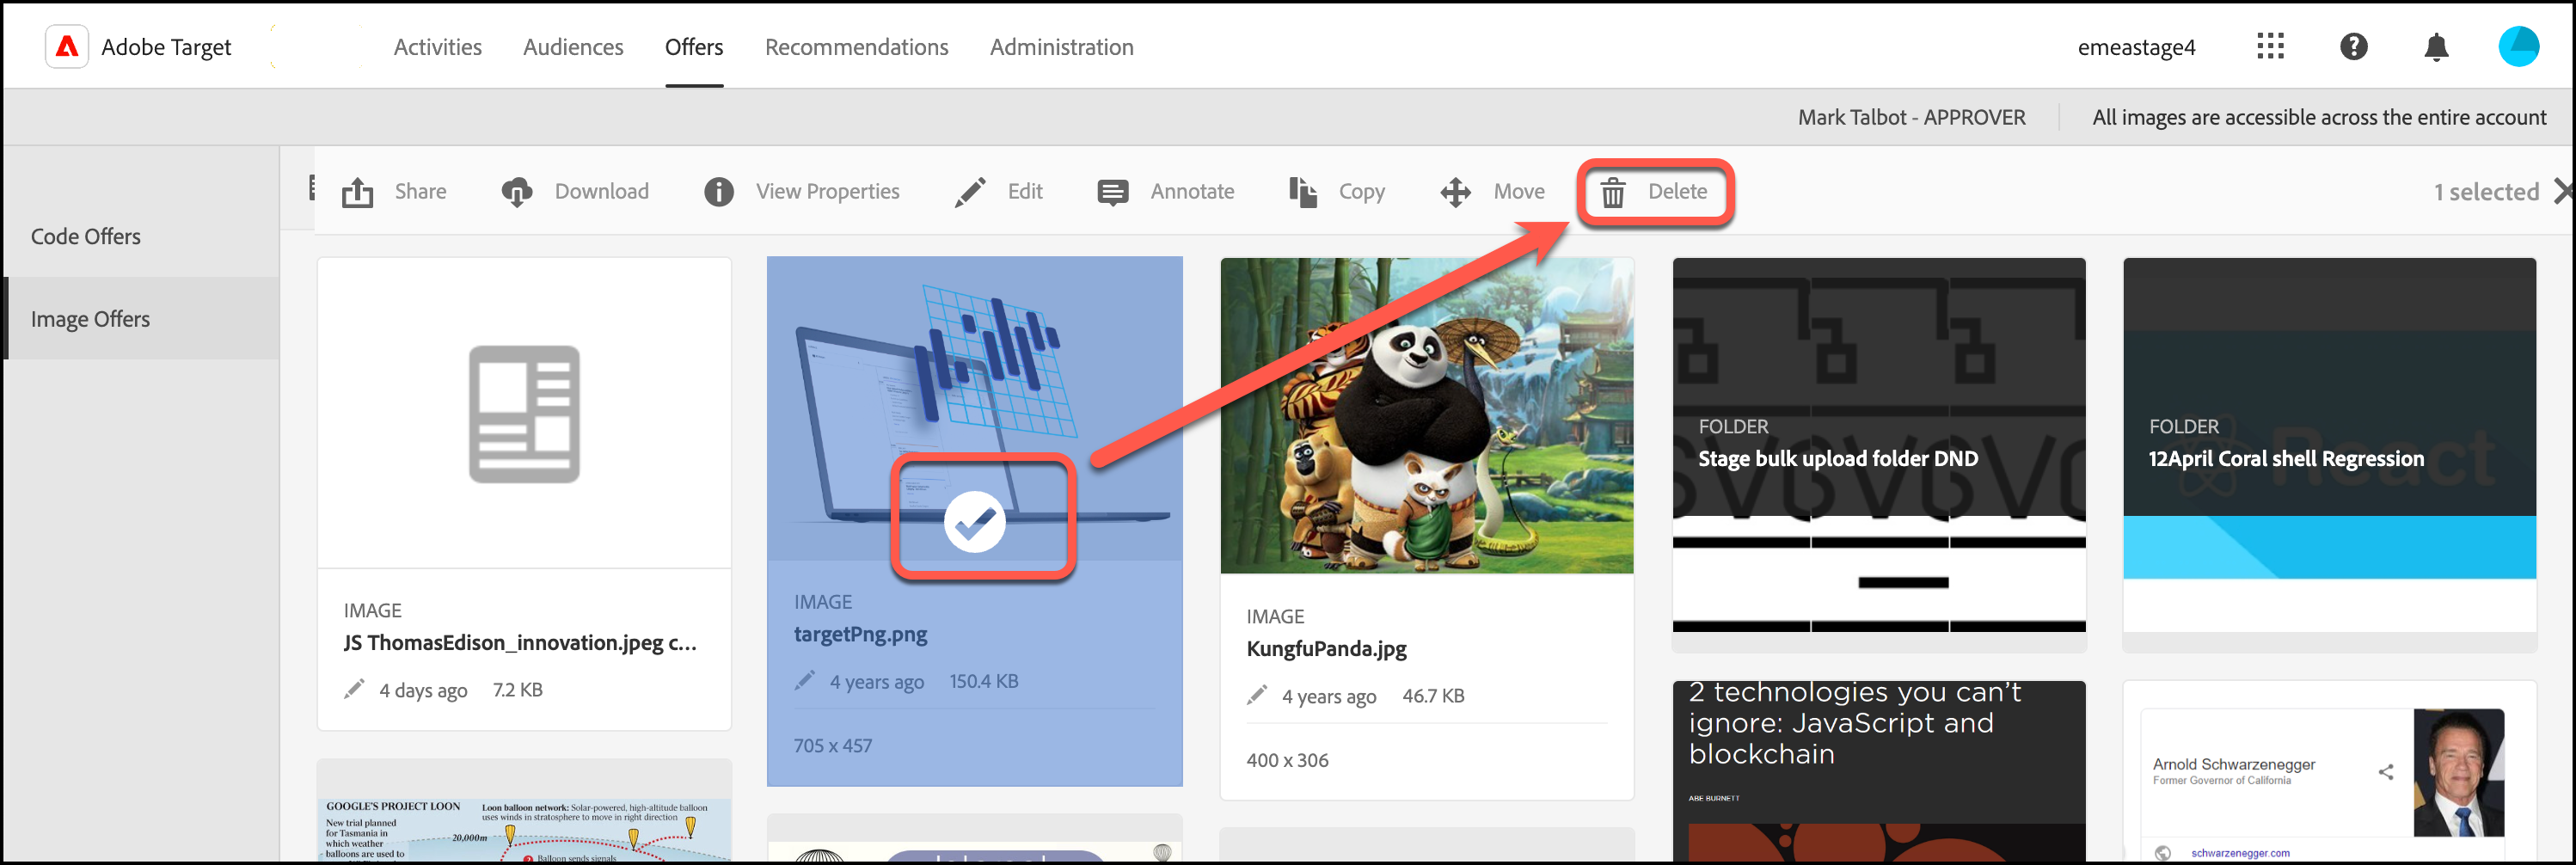 Adobe Target
Activities
Audiences
Offers
Recommendations
Administration
emeastage4
Mark Talbot - APPROVER
All images are accessible across the entire account
Share
Download
View Properties
Edit
Annotate
Copy
Move
Delete
1 selected
Code Offers
Image Offers
IMAGE
JS ThomasEdison_innovation.jpeg c...
4 days ago 7.2 KB
IMAGE
targetPng.png
4 years ago 150.4 KB
705 x 457
IMAGE
KungfuPanda.jpg
4 years ago 46.7 KB
400 x 306
FOLDER
Stage bulk upload folder DND
FOLDER
12April Coral shell Regression
React
GOOGLE'S PROJECT LOON
New trial planned
for Tasmania in
which weather
balloons are used to
Loon balloon network: Solar-powered, high-altitude balloon
uses winds in stratosphere to move in right direction
20,000m
Balloon sends signals
2 technologies you can't
ignore: JavaScript and
blockchain
ABE BURNETT
Arnold Schwarzenegger
Former Governor of California
schwarzenegger.com